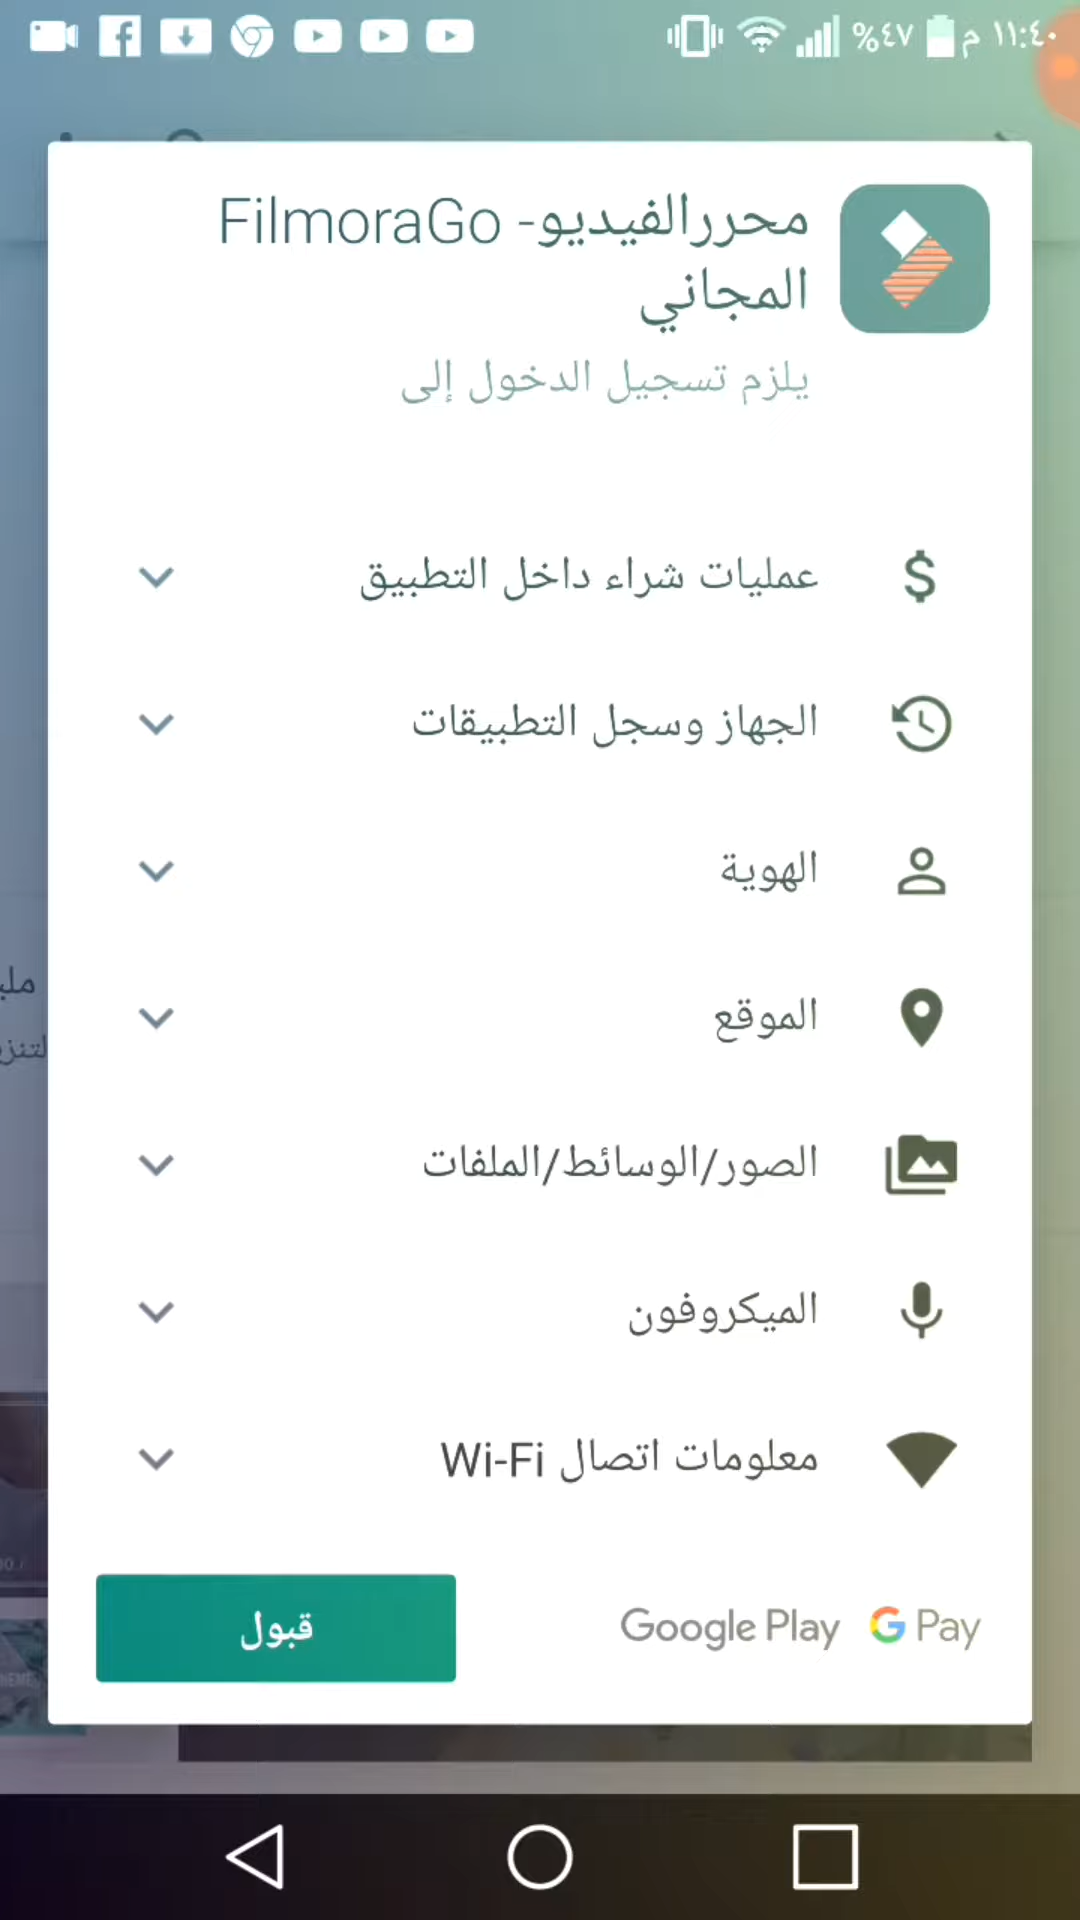 ١١:٤٠ م %٤٧
محررالفيديو- FilmoraGo
المجاني
يلزم تسجيل الدخول إلى
عمليات شراء داخل التطبيق
الجهاز وسجل التطبيقات
الهوية
الموقع
الصور/الوسائط/الملفات
الميكروفون
معلومات اتصال Wi-Fi
قبول
Google Play G Pay